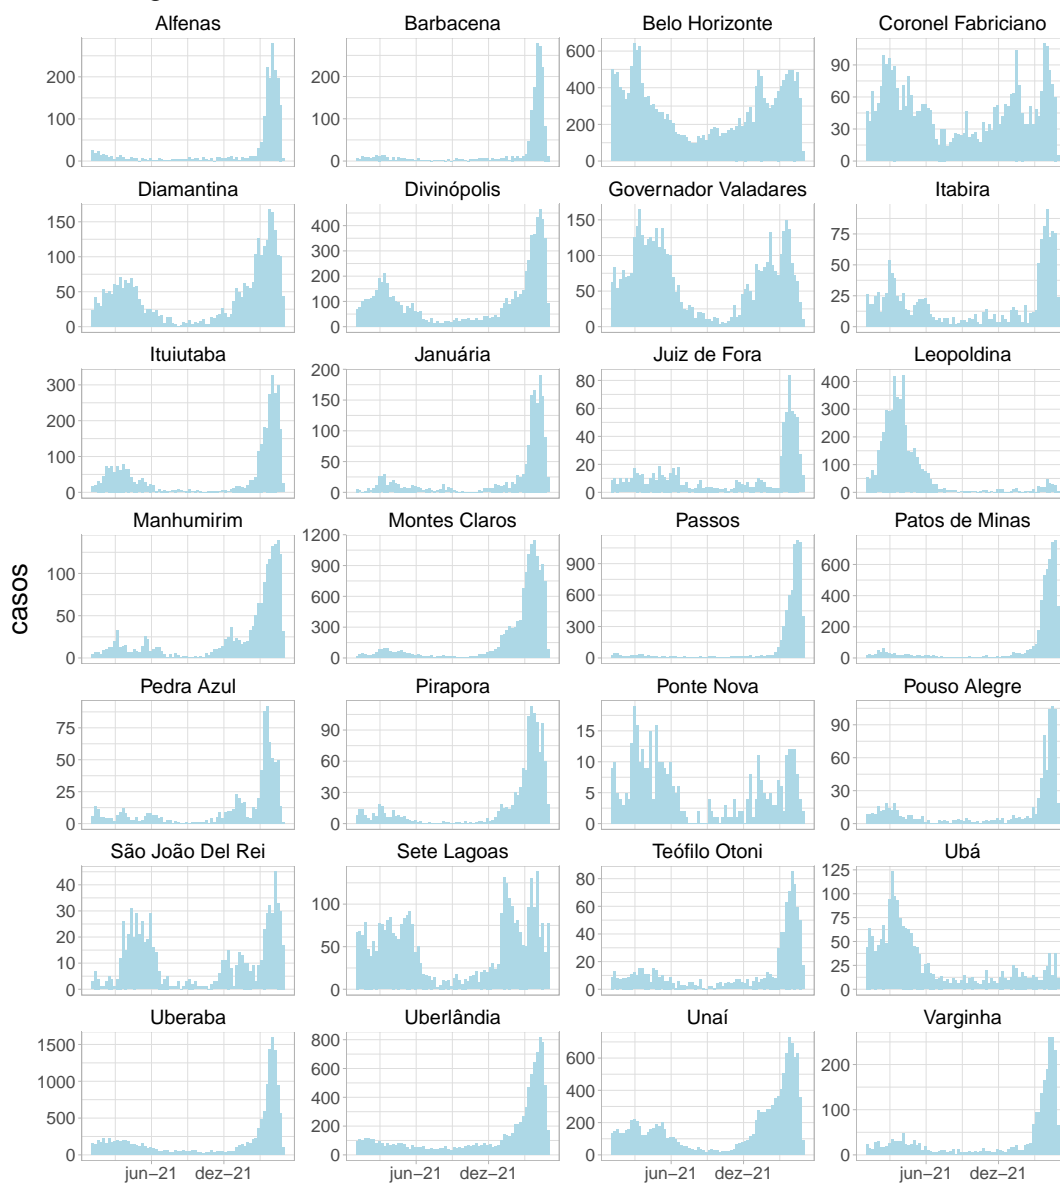 Alfenas Barbacena Belo Horizonte Coronel Fabriciano
0 100 200
0 100 200
0 200 400 600
0 30 60 90
Diamantina Divinópolis Governador Valadares Itabira
0 50 100 150
0 100 200 300 400
0 50 100 150
0 25 50 75
Ituiutaba Januária Juiz de Fora Leopoldina
0 100 200 300
0 50 100 150 200
0 20 40 60 80
0 100 200 300 400
Manhumirim Montes Claros Passos Patos de Minas
0 50 100
0 300 600 900 1200
0 300 600 900
0 200 400 600
Pedra Azul Pirapora Ponte Nova Pouso Alegre
0 25 50 75
0 30 60 90
0 5 10 15
0 30 60 90
São João Del Rei Sete Lagoas Teófilo Otoni Ubá
0 10 20 30 40
0 50 100
0 20 40 60 80
0 25 50 75 100 125
Uberaba Uberlândia Unaí Varginha
0 500 1000 1500
0 200 400 600 800
0 200 400 600
0 100 200
jun−21 dez−21 jun−21 dez−21 jun−21 dez−21 jun−21 dez−21
casos